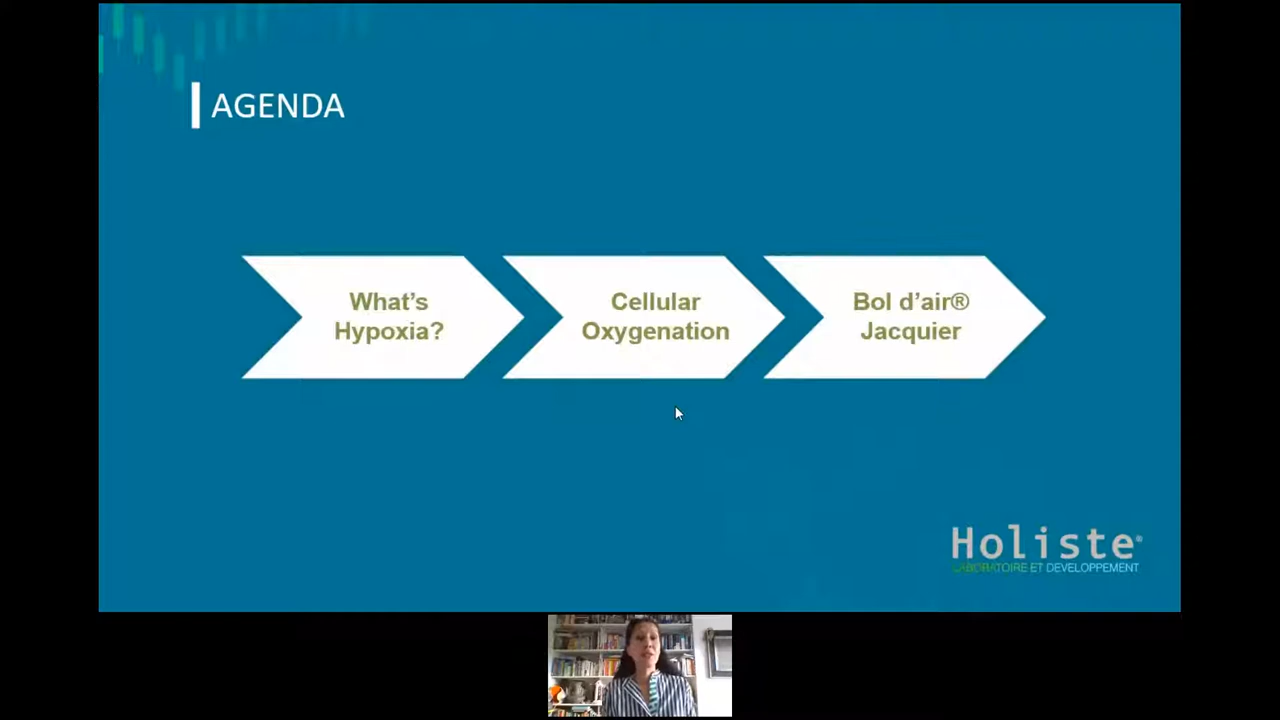 AGENDA
What's
Hypoxia?
Cellular
Oxygenation
Bol d'air®
Jacquier
Holiste®
LABORATOIRE ET DEVELOPPEMENT